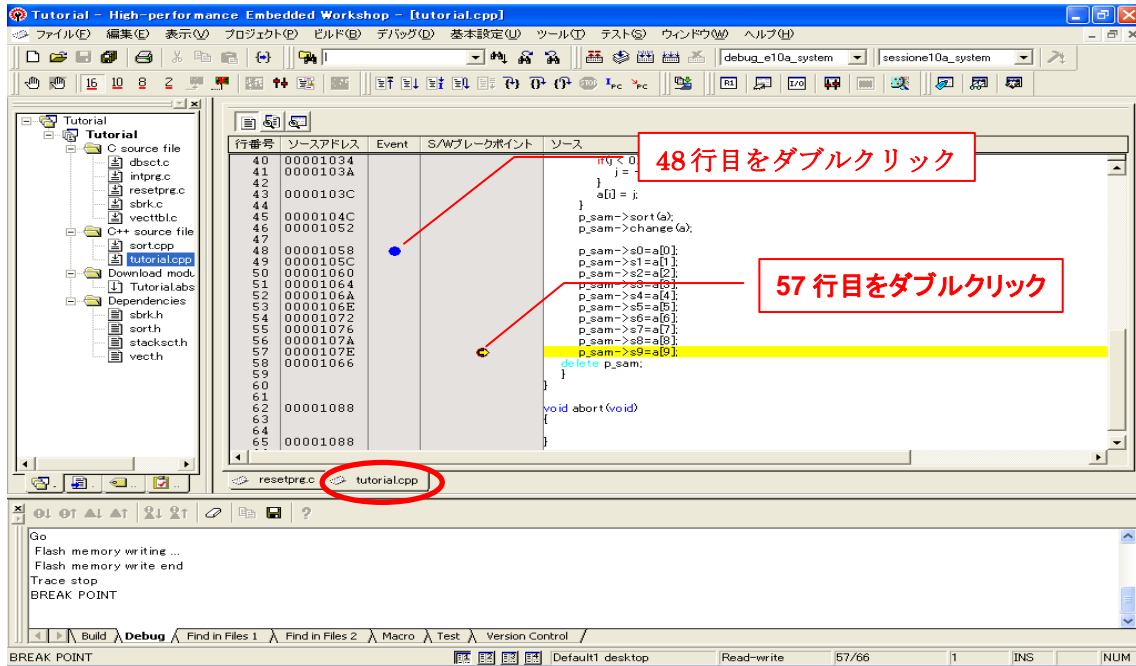 Tutorial - High-performance Embedded Workshop - [tutorial.cpp]
ファイル(F) 編集(E) 表示(V) プロジェクト(P) ビルド(B) デバッグ(D) 基本設定(U) ツール(T) テスト(S) ウィンドウ(W) ヘルプ(H)
debug_e10a_system sessione10a_system
16 10 8 2
Tutorial
Tutorial
C source file
dbsct.c
intprg.c
resetprg.c
sbrk.c
vecttbl.c
C++ source file
sort.cpp
tutorial.cpp
Download modu
Tutorial.abs
Dependencies
sbrk.h
sort.h
stacksct.h
vect.h
行番号 ソースアドレス Event S/Wブレークポイント ソース
40 00001034 if(j < 0
41 0000103A j = -
42 }
43 0000103C a[i] = j;
44 }
45 0000104C p_sam->sort(a);
46 00001052 p_sam->change(a);
47
48 00001058 p_sam->s0=a[0];
49 0000105C p_sam->s1=a[1];
50 00001060 p_sam->s2=a[2];
51 00001064 p_sam->s3=a[3];
52 0000106A p_sam->s4=a[4];
53 0000106E p_sam->s5=a[5];
54 00001072 p_sam->s6=a[6];
55 00001076 p_sam->s7=a[7];
56 0000107A p_sam->s8=a[8];
57 0000107E p_sam->s9=a[9];
58 00001066 delete p_sam;
59 }
60 }
61
62 00001088 void abort(void)
63 {
64
65 00001088 }
48行目をダブルクリック
57 行目をダブルクリック
resetprg.c tutorial.cpp
Go
Flash memory writing ...
Flash memory write end
Trace stop
BREAK POINT
Build Debug Find in Files 1 Find in Files 2 Macro Test Version Control
BREAK POINT Default1 desktop Read-write 57/66 1 INS NUM